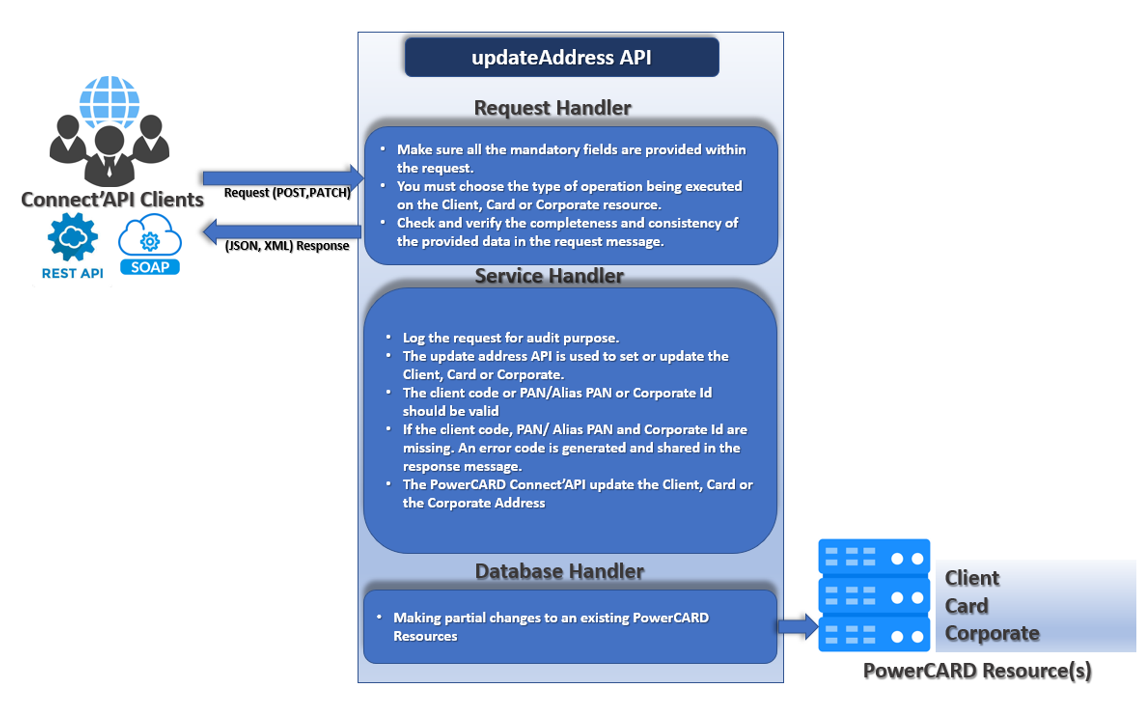 updateAddress API
Request Handler
• Make sure all the mandatory fields are provided within
the request.
• You must choose the type of operation being executed
on the Client, Card or Corporate resource.
• Check and verify the completeness and consistency of
the provided data in the request message.
Connect'API Clients
Request (POST,PATCH)
(JSON, XML) Response
REST API
SOAP
Service Handler
• Log the request for audit purpose.
• The update address API is used to set or update the
Client, Card or Corporate.
• The client code or PAN/Alias PAN or Corporate Id
should be valid
• If the client code, PAN/ Alias PAN and Corporate Id are
missing. An error code is generated and shared in the
response message.
• The PowerCARD Connect'API update the Client, Card or
the Corporate Address
Database Handler
• Making partial changes to an existing PowerCARD
Resources
Client
Card
Corporate
PowerCARD Resource(s)